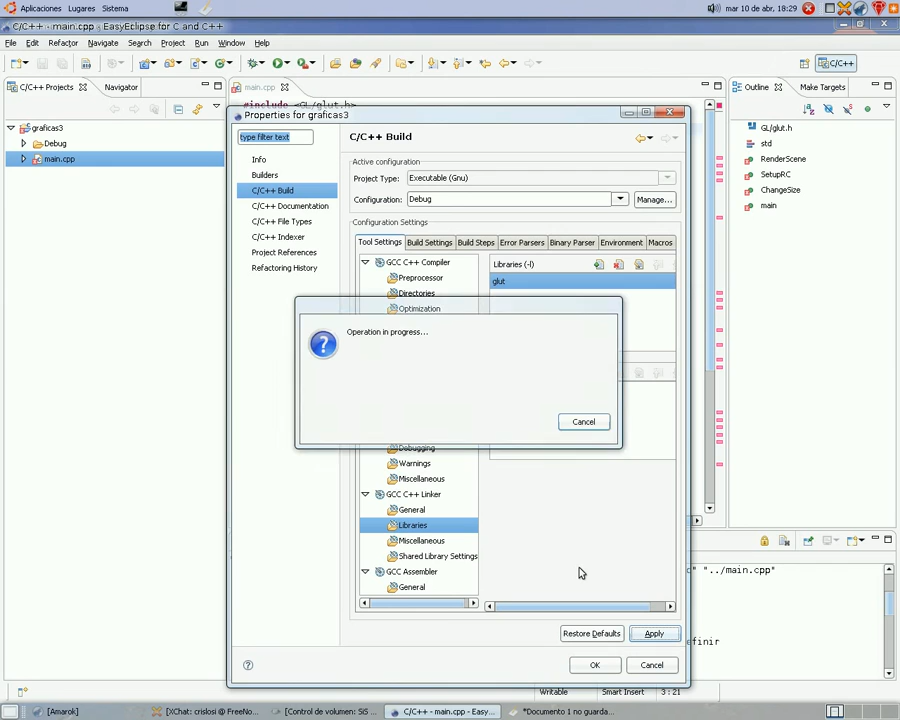 Aplicaciones Lugares Sistema
mar 10 de abr, 18:29
C/C++ - main.cpp - EasyEclipse for C and C++
File Edit Refactor Navigate Search Project Run Window Help
C/C++
C/C++ Projects Navigator
main.cpp
Outline Make Targets
#include <GL/glut.h>
graficas3
Debug
main.cpp
GL/glut.h
std
RenderScene
SetupRC
ChangeSize
main
Properties for graficas3
type filter text
Info
Builders
C/C++ Build
C/C++ Documentation
C/C++ File Types
C/C++ Indexer
Project References
Refactoring History
C/C++ Build
Active configuration
Project Type: Executable (Gnu)
Configuration: Debug Manage...
Configuration Settings
Tool Settings Build Settings Build Steps Error Parsers Binary Parser Environment Macros
GCC C++ Compiler
Preprocessor
Directories
Optimization
Debugging
Warnings
Miscellaneous
GCC C++ Linker
General
Libraries
Miscellaneous
Shared Library Settings
GCC Assembler
General
Libraries (-l)
glut
Operation in progress...
Cancel
Restore Defaults Apply
OK Cancel
" "../main.cpp"
efinir
Writable Smart Insert 3 : 21
[Amarok] [XChat: crislosi @ FreeNo... [Control de volumen: SiS ... C/C++ - main.cpp - Easy... *Documento 1 no guarda...